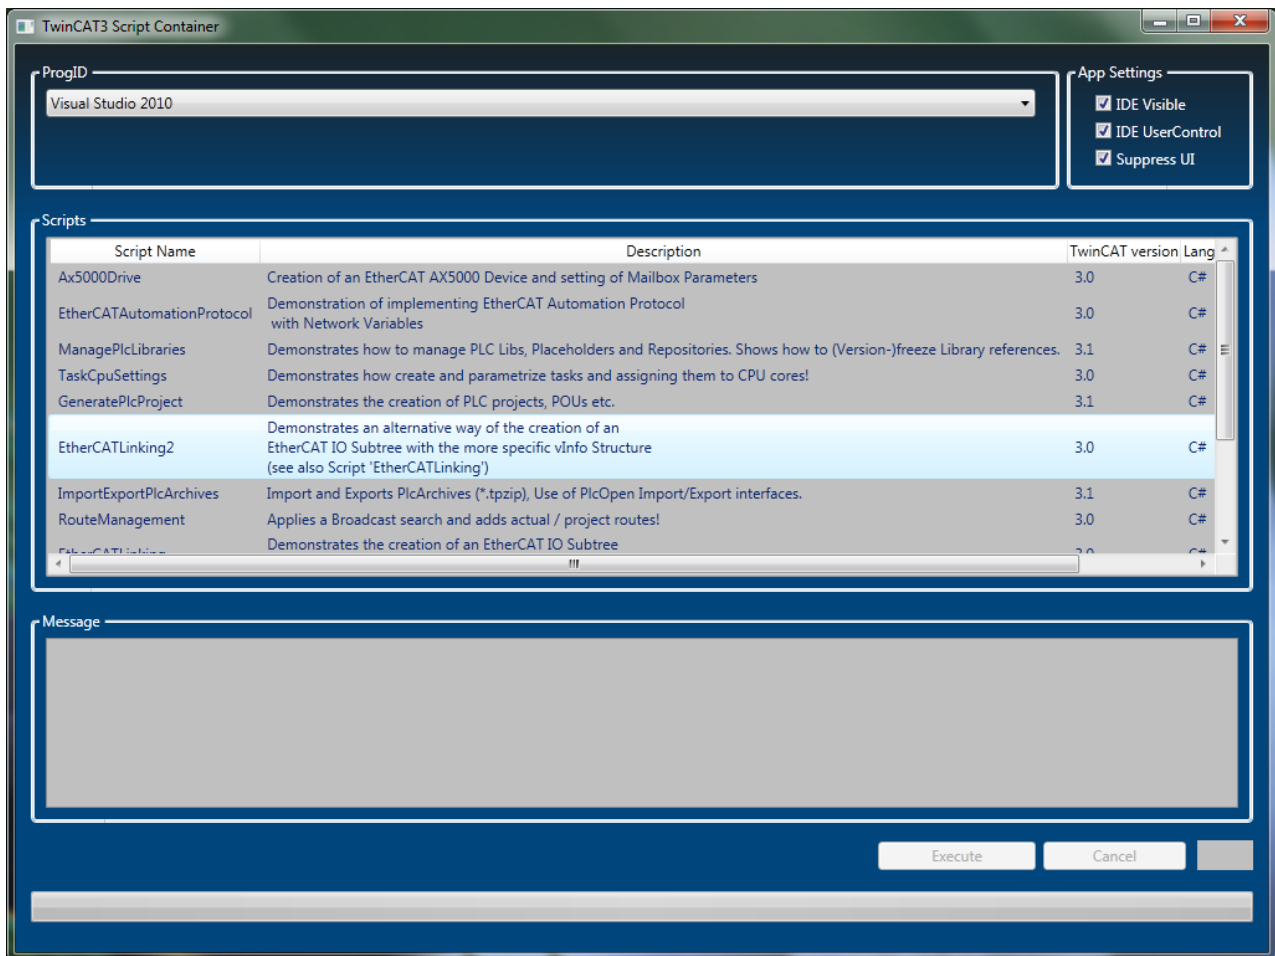 TwinCAT3 Script Container
ProgID
Visual Studio 2010
App Settings
IDE Visible
IDE UserControl
Suppress UI
Scripts
Script Name Description TwinCAT version Lang
Ax5000Drive Creation of an EtherCAT AX5000 Device and setting of Mailbox Parameters 3.0 C#
EtherCATAutomationProtocol Demonstration of implementing EtherCAT Automation Protocol
with Network Variables 3.0 C#
ManagePlcLibraries Demonstrates how to manage PLC Libs, Placeholders and Repositories. Shows how to (Version-)freeze Library references. 3.1 C#
TaskCpuSettings Demonstrates how create and parametrize tasks and assigning them to CPU cores! 3.0 C#
GeneratePlcProject Demonstrates the creation of PLC projects, POUs etc. 3.1 C#
Demonstrates an alternative way of the creation of an
EtherCATLinking2 EtherCAT IO Subtree with the more specific vInfo Structure 3.0 C#
(see also Script 'EtherCATLinking')
ImportExportPlcArchives Import and Exports PlcArchives (*.tpzip), Use of PlcOpen Import/Export interfaces. 3.1 C#
RouteManagement Applies a Broadcast search and adds actual / project routes! 3.0 C#
Demonstrates the creation of an EtherCAT IO Subtree
EtherCATLinking 3.0 C#
Message
Execute Cancel